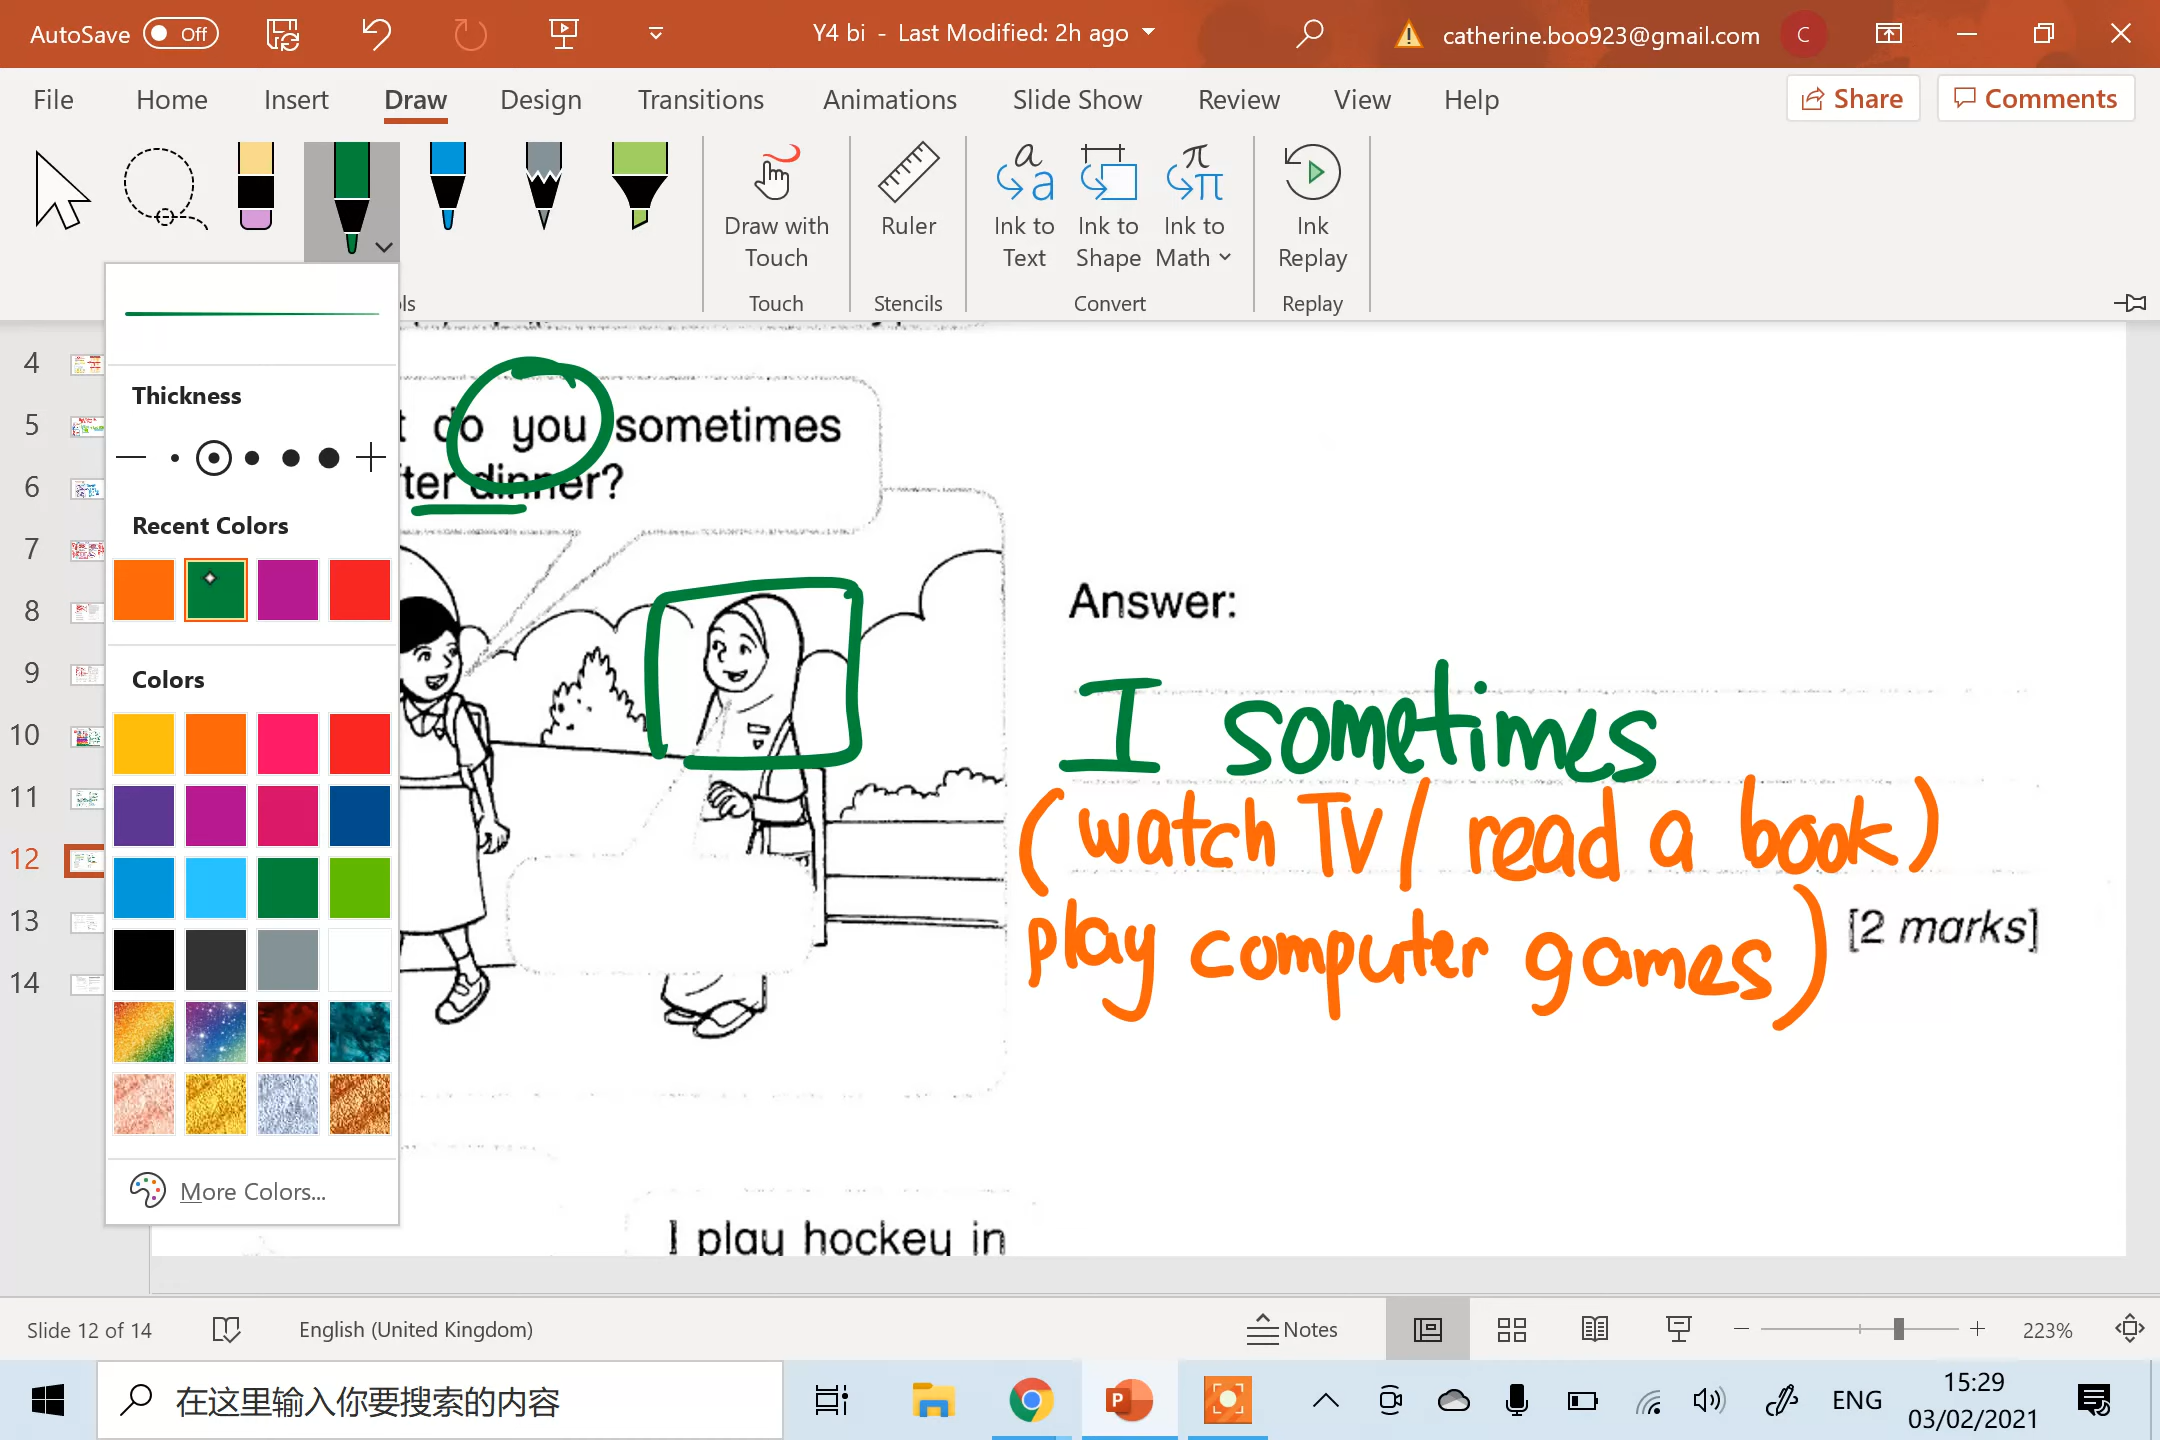 AutoSave Off
Y4 bi - Last Modified: 2h ago
catherine.boo923@gmail.com
C
File Home Insert Draw Design Transitions Animations Slide Show Review View Help
Share Comments
Draw with Touch
Ruler
Ink to Text
Ink to Shape
Ink to Math
Ink Replay
ls
Touch
Stencils
Convert
Replay
Thickness
Recent Colors
Colors
More Colors...
4
5
6
7
8
9
10
11
12
13
14
t do you sometimes
ter dinner?
Answer:
I sometimes
(watch TV/ read a book)
play computer games)
[2 marks]
I play hockey in
Slide 12 of 14
English (United Kingdom)
Notes
223%
在这里输入你要搜索的内容
P
ENG
15:29
03/02/2021